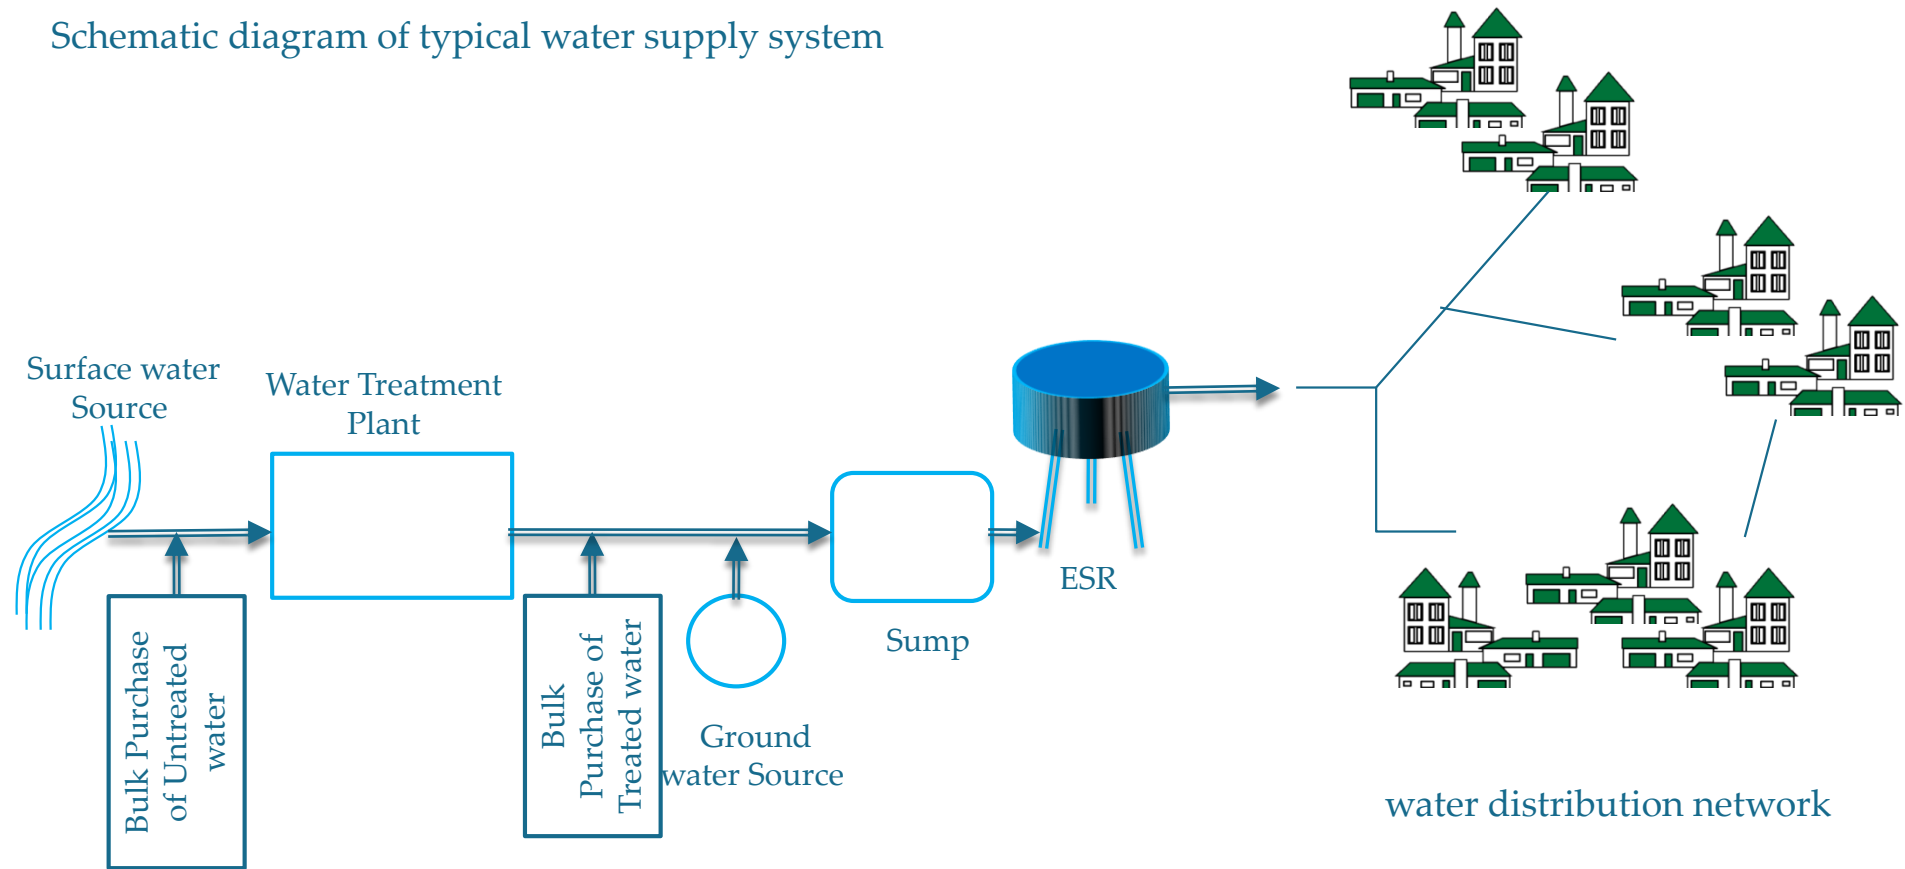 Schematic diagram of typical water supply system
Surface water
Source
Water Treatment
Plant
ESR
Sump
Bulk Purchase
of Untreated
water
Bulk
Purchase of
Treated water
Ground
water Source
water distribution network